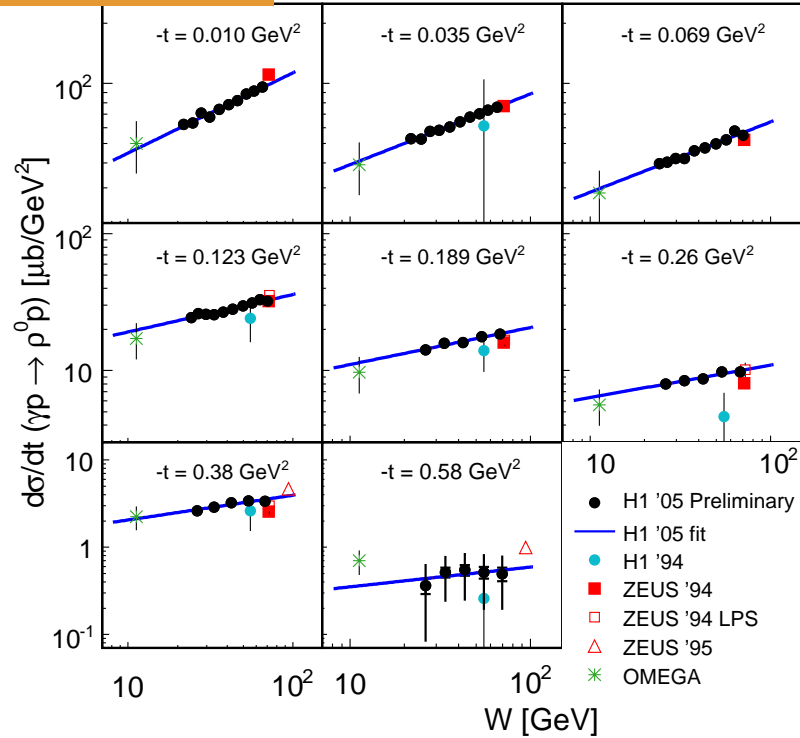 -t = 0.010 GeV²
-t = 0.035 GeV²
-t = 0.069 GeV²
10²
dσ/dt (γp → ρ⁰p) [μb/GeV²]
10²
-t = 0.123 GeV²
-t = 0.189 GeV²
-t = 0.26 GeV²
10
10
-t = 0.38 GeV²
-t = 0.58 GeV²
10
10²
1
10⁻¹
H1 '05 Preliminary
H1 '05 fit
H1 '94
ZEUS '94
ZEUS '94 LPS
ZEUS '95
OMEGA
10
10²
10
10²
W [GeV]